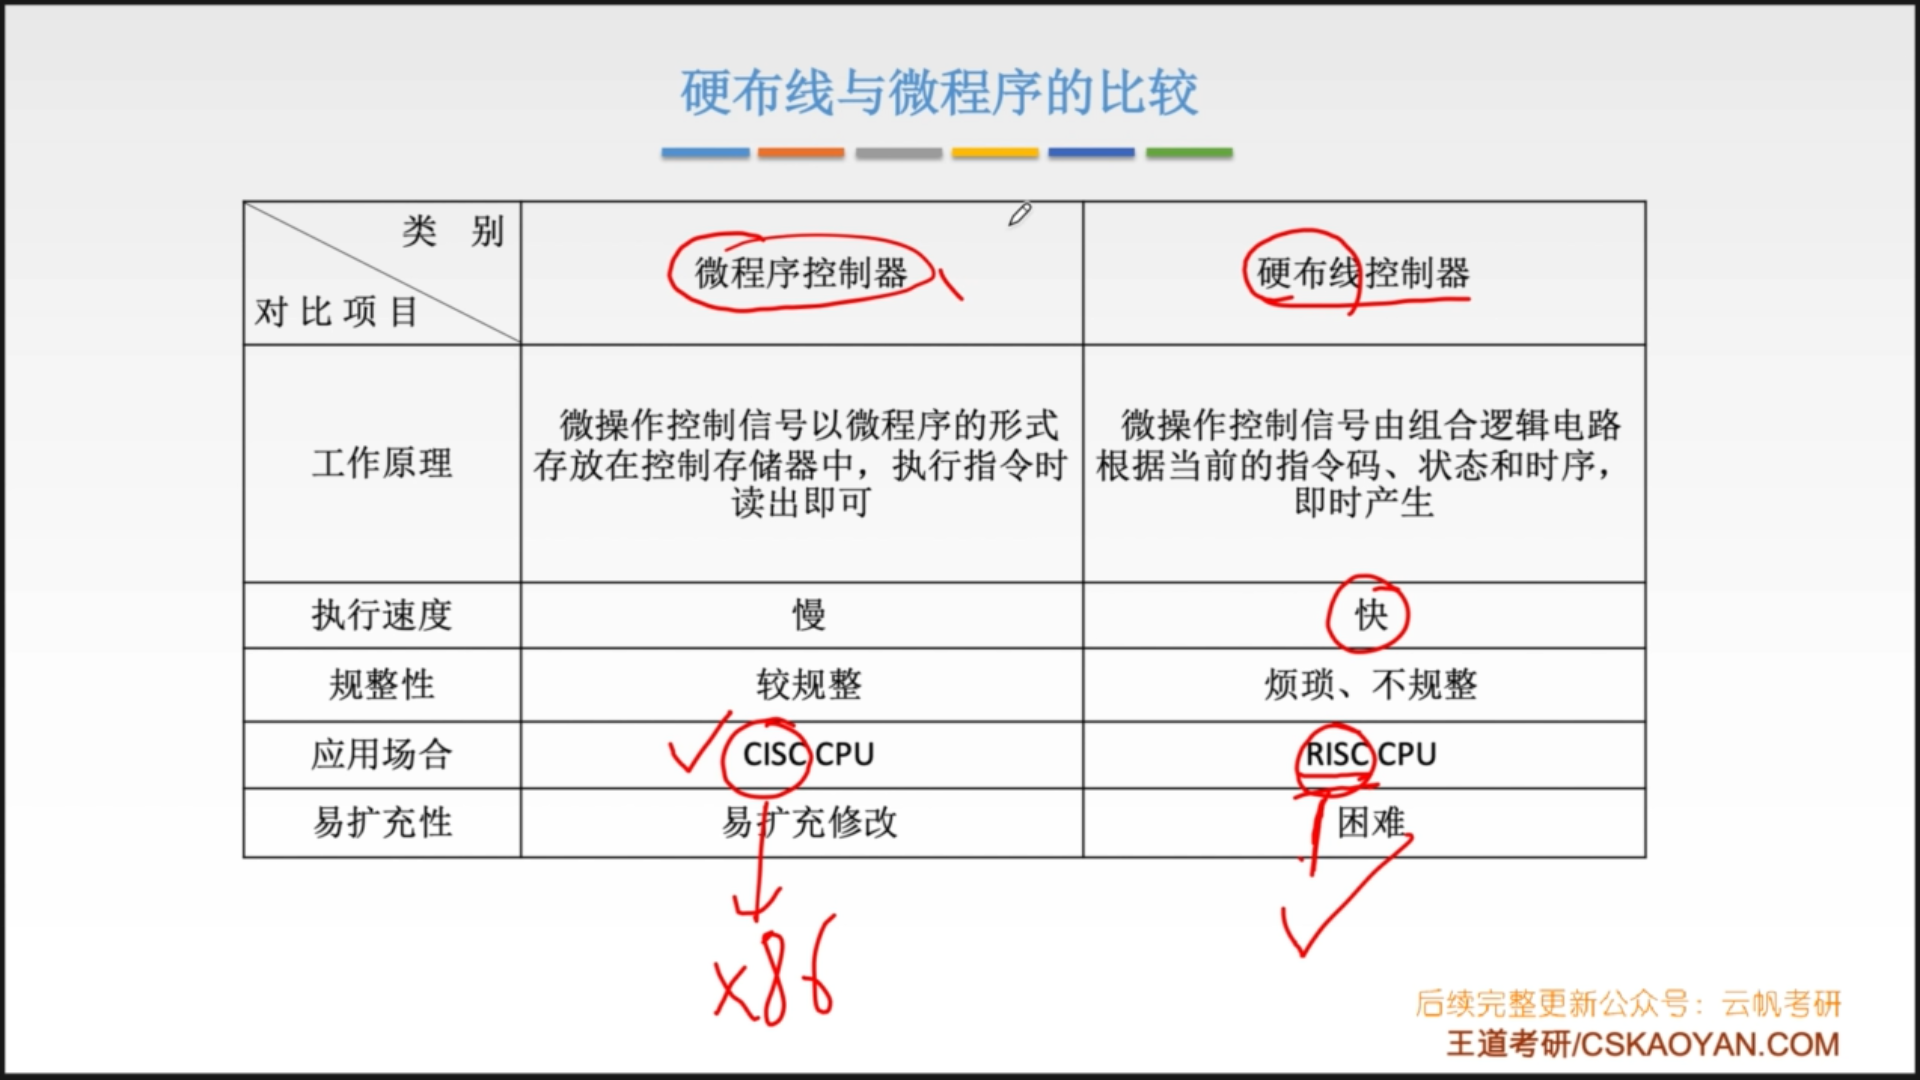 硬布线与微程序的比较
类 别
对比项目
微程序控制器
硬布线控制器
工作原理
微操作控制信号以微程序的形式
存放在控制存储器中，执行指令时
读出即可
微操作控制信号由组合逻辑电路
根据当前的指令码、状态和时序，
即时产生
执行速度
慢
快
规整性
较规整
烦琐、不规整
应用场合
CISC CPU
RISC CPU
易扩充性
易扩充修改
困难
x86
后续完整更新公众号：云帆考研
王道考研/CSKAOYAN.COM